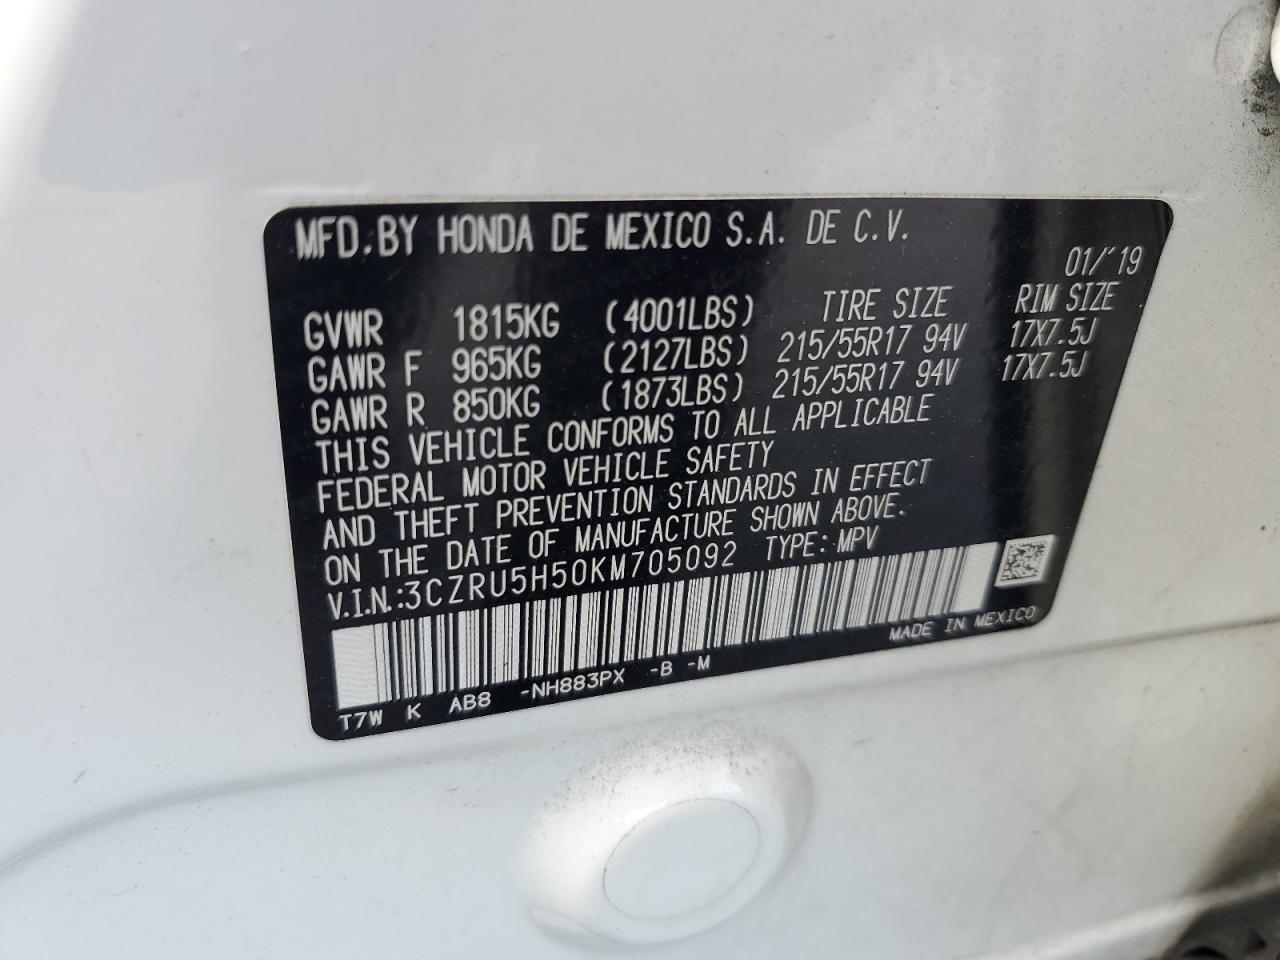 MFD. BY HONDA DE MEXICO S.A. DE C.V.
01/'19
GVWR 1815KG (4001LBS) TIRE SIZE RIM SIZE
GAWR F 965KG (2127LBS) 215/55R17 94V 17X7.5J
GAWR R 850KG (1873LBS) 215/55R17 94V 17X7.5J
THIS VEHICLE CONFORMS TO ALL APPLICABLE
FEDERAL MOTOR VEHICLE SAFETY
AND THEFT PREVENTION STANDARDS IN EFFECT
ON THE DATE OF MANUFACTURE SHOWN ABOVE.
V.I.N.:3CZRU5H50KM705092 TYPE: MPV
MADE IN MEXICO
T7W K AB8 -NH883PX -B -M